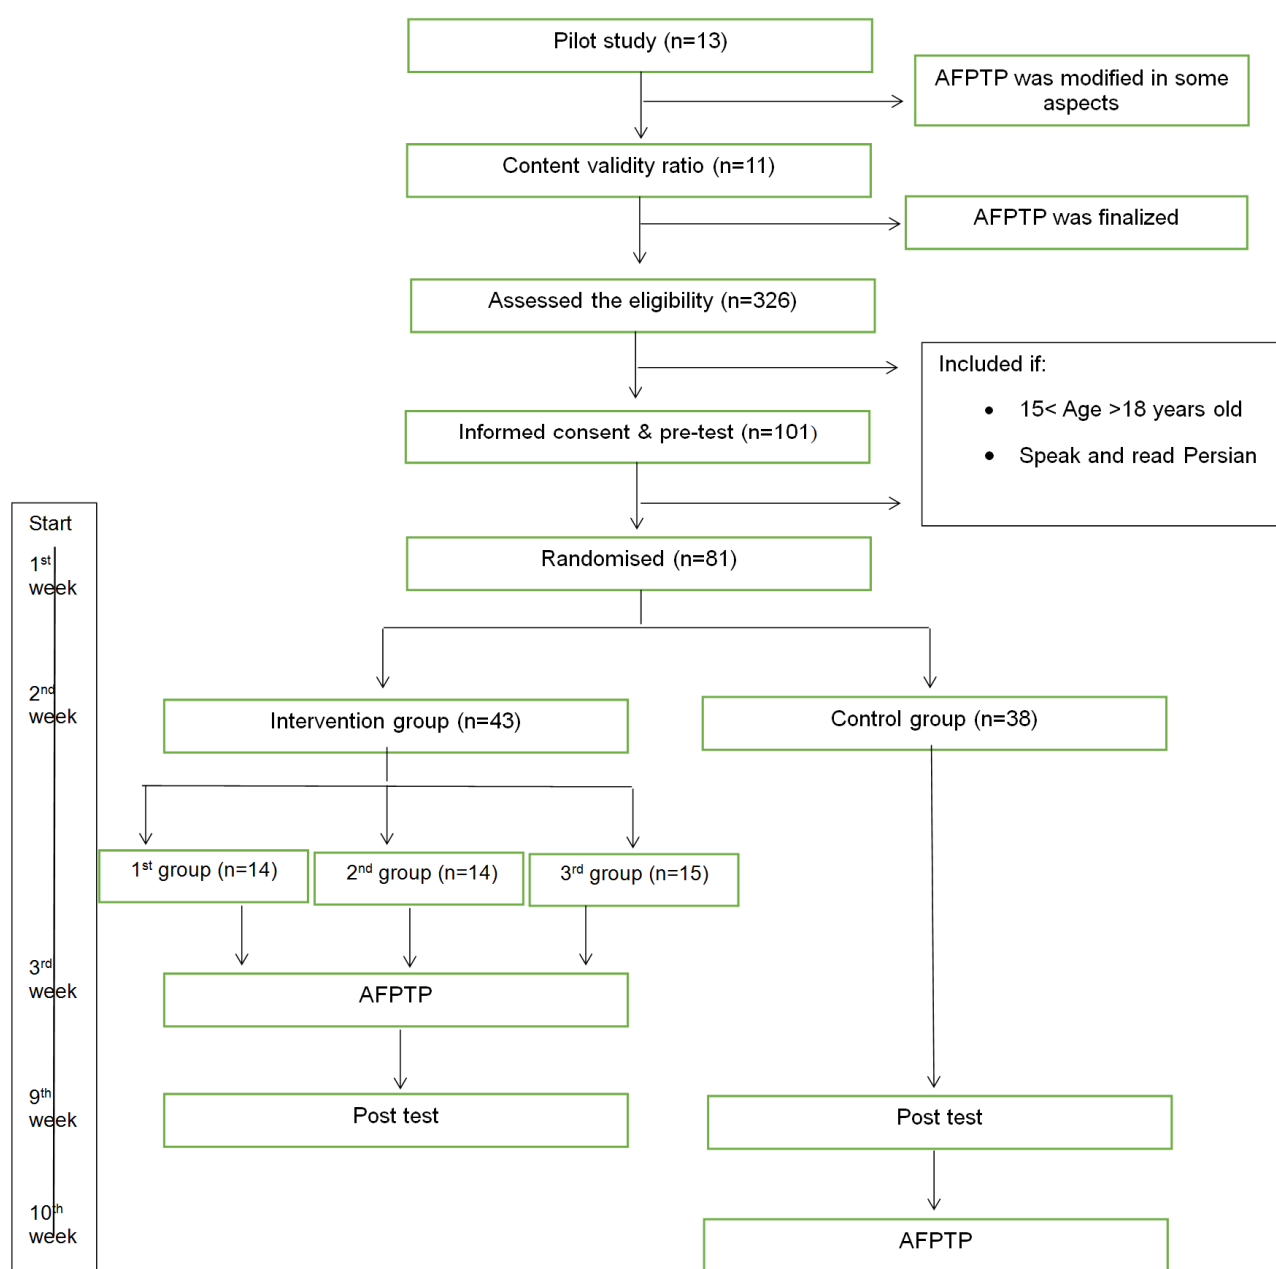 Pilot study (n=13)
AFPTP was modified in some
aspects
Content validity ratio (n=11)
AFPTP was finalized
Assessed the eligibility (n=326)
Included if:
• 15< Age >18 years old
• Speak and read Persian
Informed consent & pre-test (n=101)
Start
1st
week
Randomised (n=81)
2nd
week
Intervention group (n=43)
Control group (n=38)
1st group (n=14)
2nd group (n=14)
3rd group (n=15)
3rd
week
AFPTP
9th
week
Post test
Post test
10th
week
AFPTP